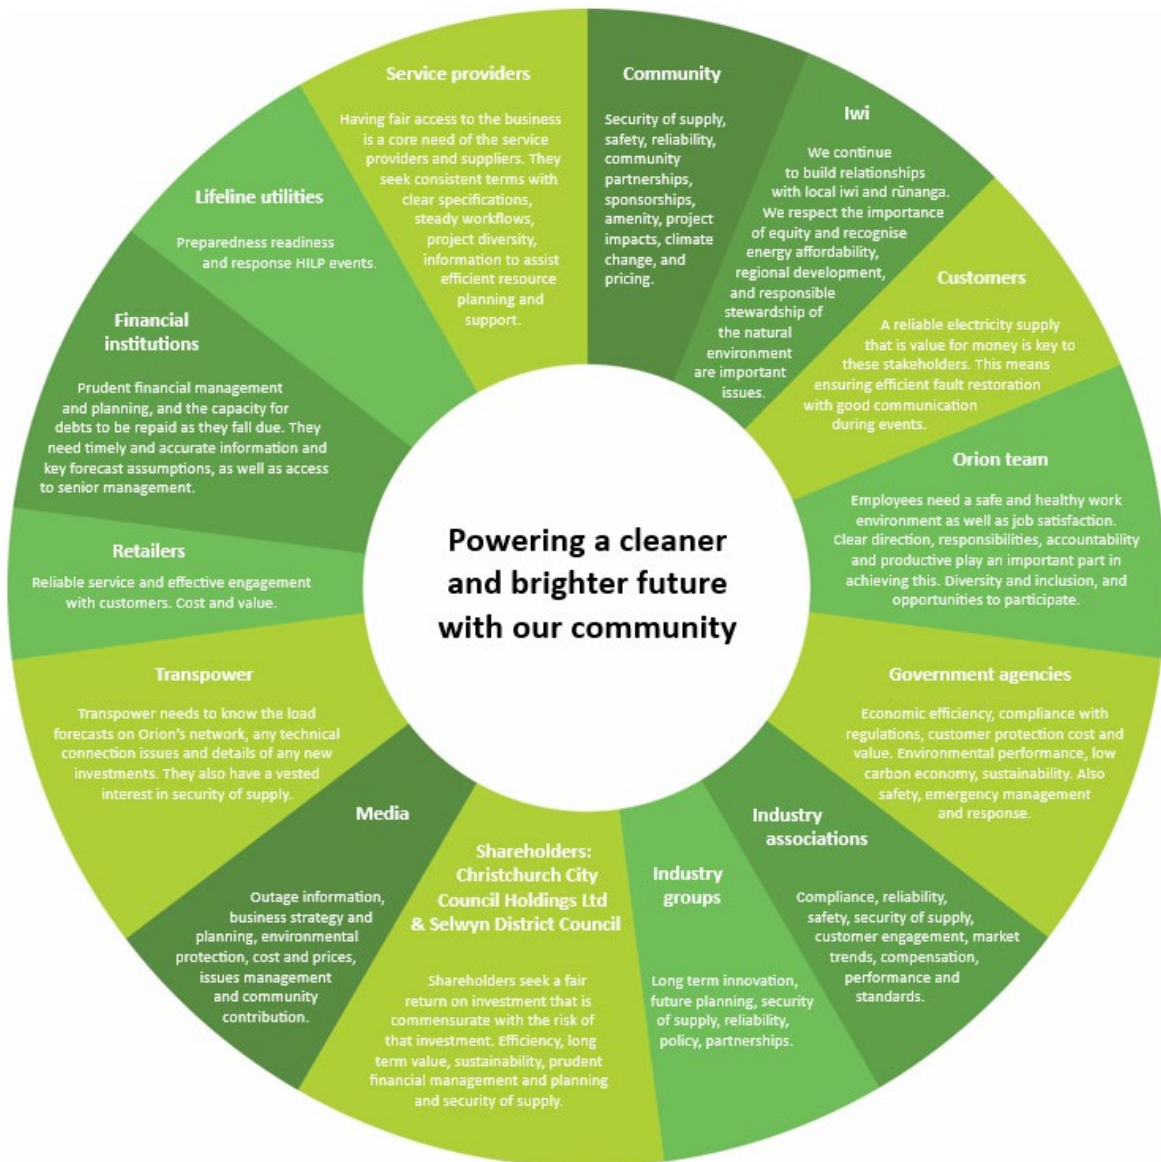 Service providers
Having fair access to the business
is a core need of the service
providers and suppliers. They
seek consistent terms with
clear specifications,
steady workflows,
project diversity,
information to assist
efficient resource
planning and
support.
Community
Security of supply,
safety, reliability,
community
partnerships,
sponsorships,
amenity, project
impacts, climate
change, and
pricing.
Iwi
We continue
to build relationships
with local iwi and rūnanga.
We respect the importance
of equity and recognise
energy affordability,
regional development,
and responsible
stewardship of
the natural
environment
are important
issues.
Customers
A reliable electricity supply
that is value for money is key to
these stakeholders. This means
ensuring efficient fault restoration
with good communication
during events.
Orion team
Employees need a safe and healthy work
environment as well as job satisfaction.
Clear direction, responsibilities, accountability
and productive play an important part in
achieving this. Diversity and inclusion, and
opportunities to participate.
Government agencies
Economic efficiency, compliance with
regulations, customer protection cost and
value. Environmental performance, low
carbon economy, sustainability. Also
safety, emergency management
and response.
Industry
associations
Compliance, reliability,
safety, security of supply,
customer engagement, market
trends, compensation,
performance and
standards.
Industry
groups
Long term innovation,
future planning, security
of supply, reliability,
policy, partnerships.
Shareholders:
Christchurch City
Council Holdings Ltd
& Selwyn District Council
Shareholders seek a fair
return on investment that is
commensurate with the risk of
that investment. Efficiency, long
term value, sustainability, prudent
financial management and planning
and security of supply.
Media
Outage information,
business strategy and
planning, environmental
protection, cost and prices,
issues management
and community
contribution.
Transpower
Transpower needs to know the load
forecasts on Orion's network, any technical
connection issues and details of any new
investments. They also have a vested
interest in security of supply.
Retailers
Reliable service and effective engagement
with customers. Cost and value.
Financial
institutions
Prudent financial management
and planning, and the capacity for
debts to be repaid as they fall due. They
need timely and accurate information and
key forecast assumptions, as well as access
to senior management.
Lifeline utilities
Preparedness readiness
and response HILP events.
Powering a cleaner
and brighter future
with our community